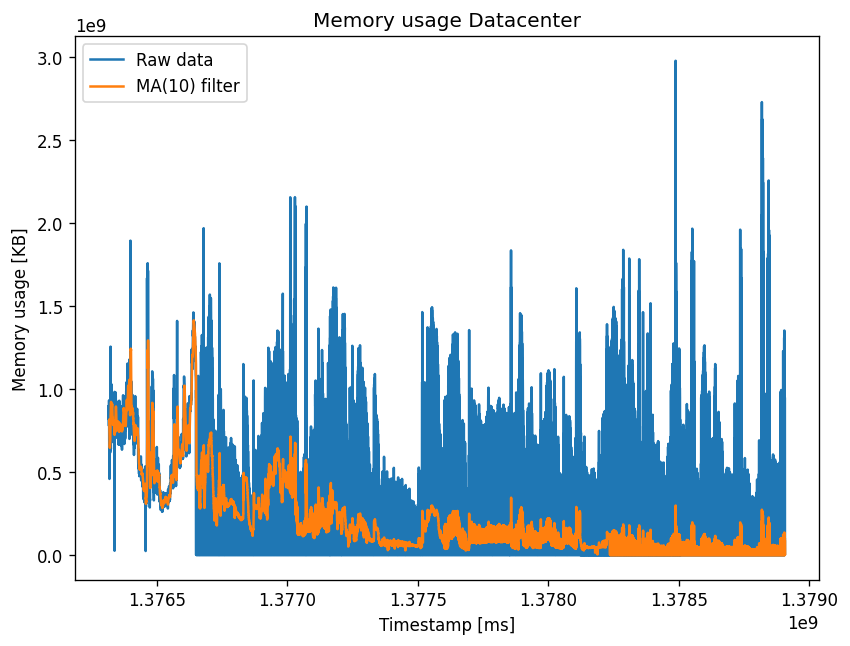 Memory usage Datacenter
1e9
Raw data
MA(10) filter
3.0
2.5
2.0
1.5
1.0
0.5
0.0
Memory usage [KB]
1.3765
1.3770
1.3775
1.3780
1.3785
1.3790
1e9
Timestamp [ms]